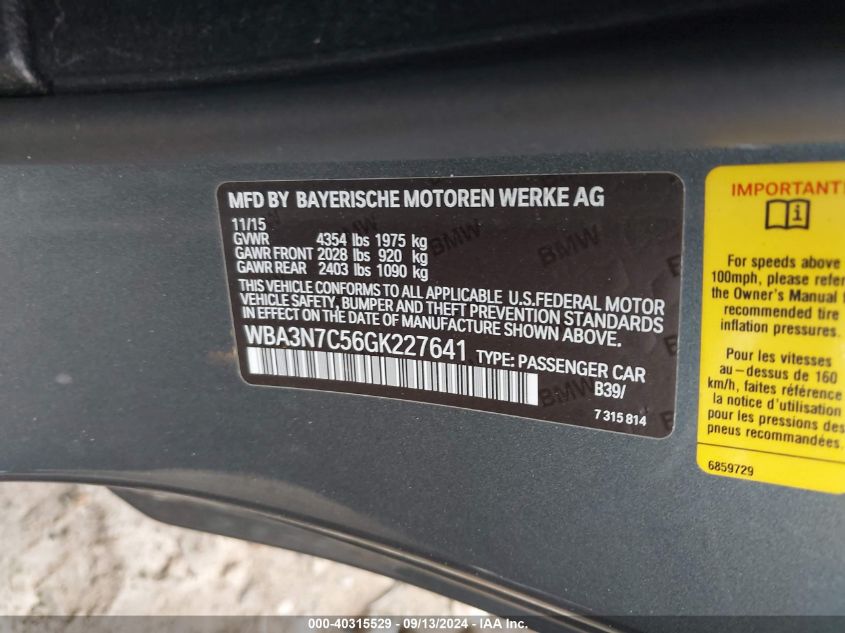 MFD BY BAYERISCHE MOTOREN WERKE AG
11/15
GVWR 4354 lbs 1975 kg
GAWR FRONT 2028 lbs 920 kg
GAWR REAR 2403 lbs 1090 kg
THIS VEHICLE CONFORMS TO ALL APPLICABLE U.S.FEDERAL MOTOR
VEHICLE SAFETY, BUMPER AND THEFT PREVENTION STANDARDS
IN EFFECT ON THE DATE OF MANUFACTURE SHOWN ABOVE.
WBA3N7C56GK227641 TYPE: PASSENGER CAR
B39/
7 315 814
BMW
BMW
BMW
IMPORTANT
For speeds above
100mph, please refer
the Owner's Manual
recommended tire
inflation pressures.
Pour les vitesses
au-dessus de 160
km/h, faites référence
la notice d'utilisation
pour les pressions des
pneus recommandées.
6859729
000-40315529 - 09/13/2024 - IAA Inc.